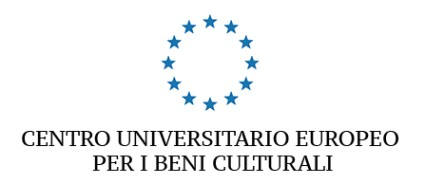 CENTRO UNIVERSITARIO EUROPEO
PER I BENI CULTURALI